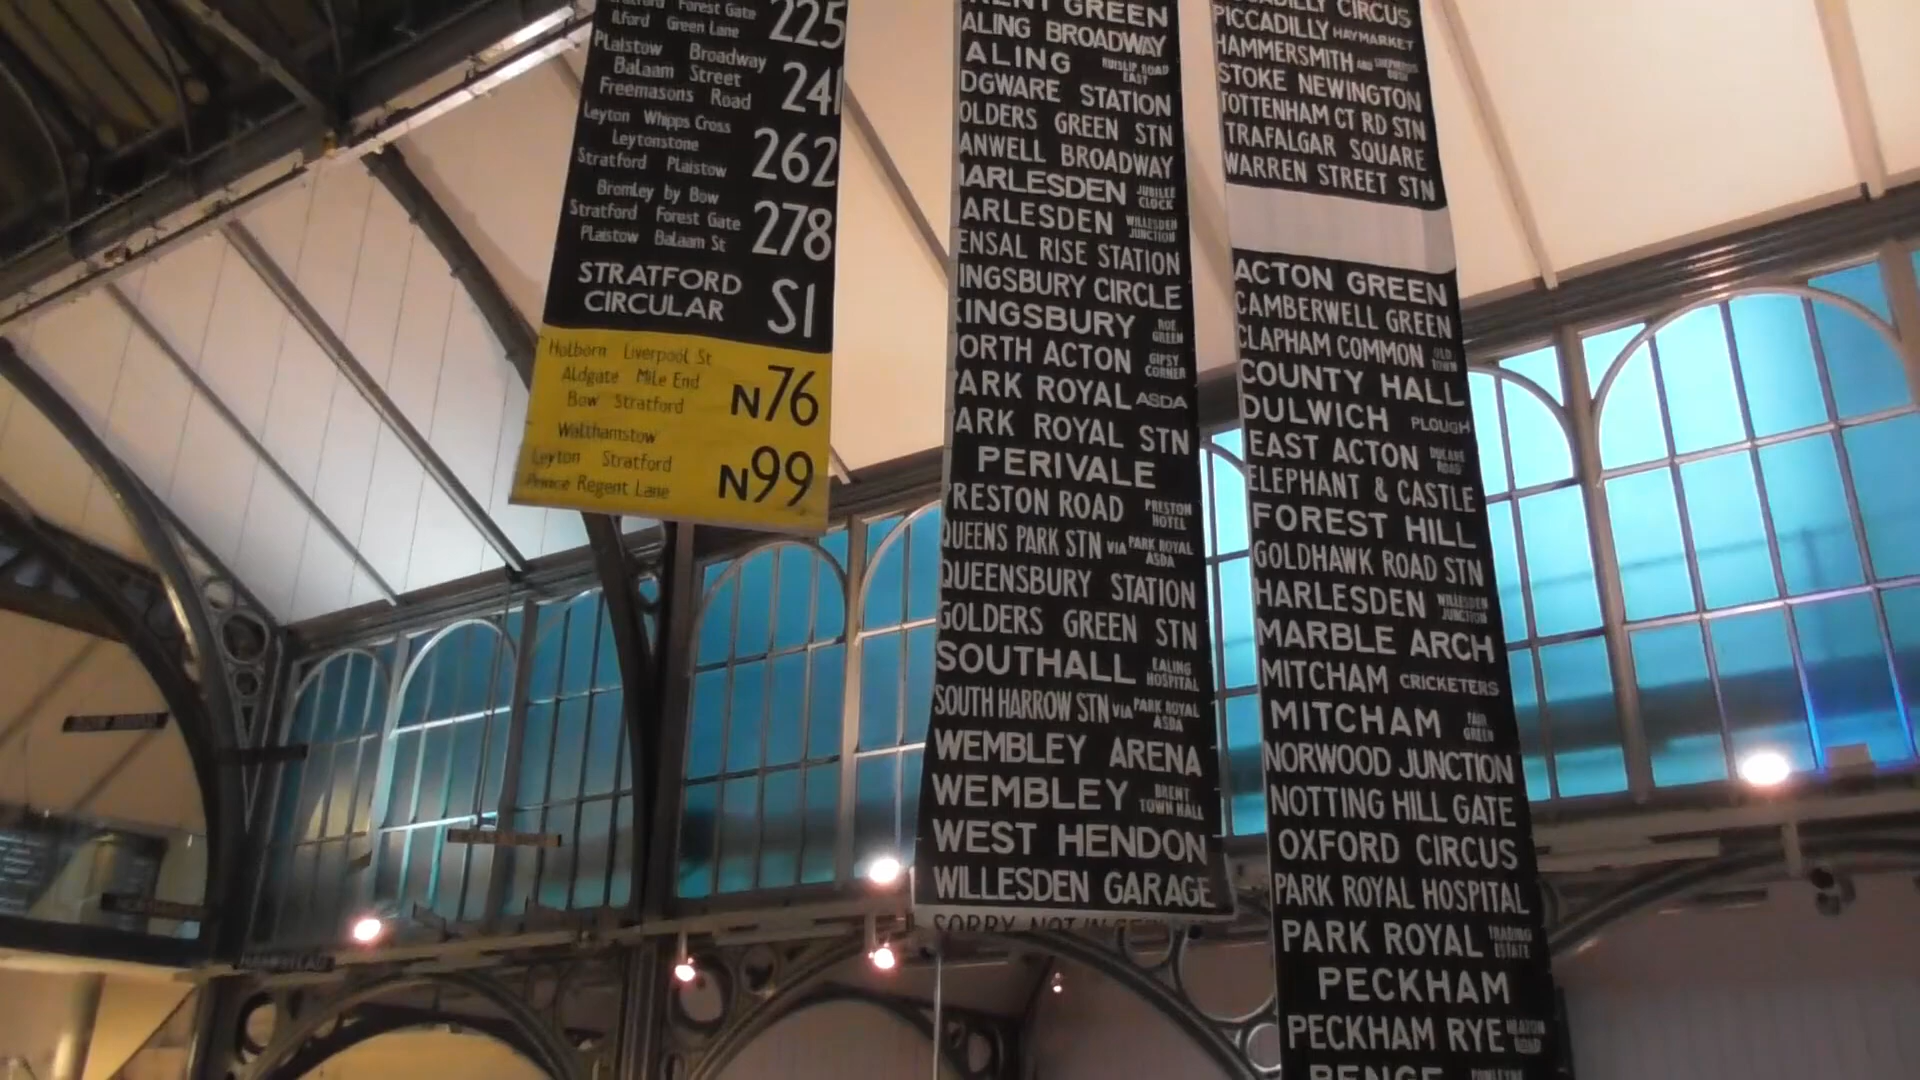 Forest Gate
Ilford Green Lane
225
Plaistow Broadway
Balaam Street
Freemasons Road
241
Leyton Whipps Cross
Leytonstone
Stratford Plaistow
262
Bromley by Bow
Stratford Forest Gate
Plaistow Balaam St
278
STRATFORD
CIRCULAR
S1
Holborn Liverpool St
Aldgate Mile End
Bow Stratford
N76
Walthamstow
Leyton Stratford
Prince Regent Lane
N99
RENT GREEN
ALING BROADWAY
ALING RUISLIP ROAD EAST
DGWARE STATION
OLDERS GREEN STN
ANWELL BROADWAY
HARLESDEN JUBILEE CLOCK
ARLESDEN WILLESDEN JUNCTION
ENSAL RISE STATION
INGSBURY CIRCLE
KINGSBURY ROE GREEN
ORTH ACTON GIPSY CORNER
ARK ROYAL ASDA
ARK ROYAL STN
PERIVALE
PRESTON ROAD PRESTON HOTEL
QUEENS PARK STN VIA PARK ROYAL ASDA
QUEENSBURY STATION
GOLDERS GREEN STN
SOUTHALL EALING HOSPITAL
SOUTH HARROW STN VIA PARK ROYAL ASDA
WEMBLEY ARENA
WEMBLEY BRENT TOWN HALL
WEST HENDON
WILLESDEN GARAGE
SORRY NOT IN
CIRCUS
PICCADILLY HAYMARKET
HAMMERSMITH AND SHEPHERDS BUSH
STOKE NEWINGTON
TOTTENHAM CT RD STN
TRAFALGAR SQUARE
WARREN STREET STN
ACTON GREEN
CAMBERWELL GREEN
CLAPHAM COMMON OLD TOWN
COUNTY HALL
DULWICH PLOUGH
EAST ACTON DUCANE ROAD
ELEPHANT & CASTLE
FOREST HILL
GOLDHAWK ROAD STN
HARLESDEN WILLESDEN JUNCTION
MARBLE ARCH
MITCHAM CRICKETERS
MITCHAM FAIR GREEN
NORWOOD JUNCTION
NOTTING HILL GATE
OXFORD CIRCUS
PARK ROYAL HOSPITAL
PARK ROYAL TRADING ESTATE
PECKHAM
PECKHAM RYE HEATON ROAD
PENGE